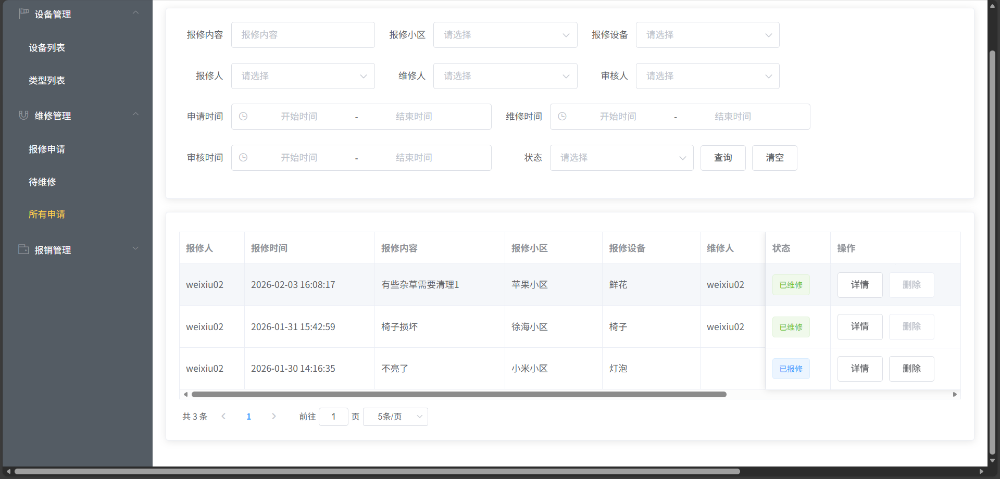 设备管理
设备列表
类型列表
维修管理
报修申请
待维修
所有申请
报销管理
报修内容 报修内容 报修小区 请选择 报修设备 请选择
报修人 请选择 维修人 请选择 审核人 请选择
申请时间 开始时间 - 结束时间 维修时间 开始时间 - 结束时间
审核时间 开始时间 - 结束时间 状态 请选择 查询 清空
报修人 报修时间 报修内容 报修小区 报修设备 维修人 状态 操作
weixiu02 2026-02-03 16:08:17 有些杂草需要清理1 苹果小区 鲜花 weixiu02 已维修 详情 删除
weixiu02 2026-01-31 15:42:59 椅子损坏 徐海小区 椅子 weixiu02 已维修 详情 删除
weixiu02 2026-01-30 14:16:35 不亮了 小米小区 灯泡 已报修 详情 删除
共 3 条 1 前往 1 页 5条/页